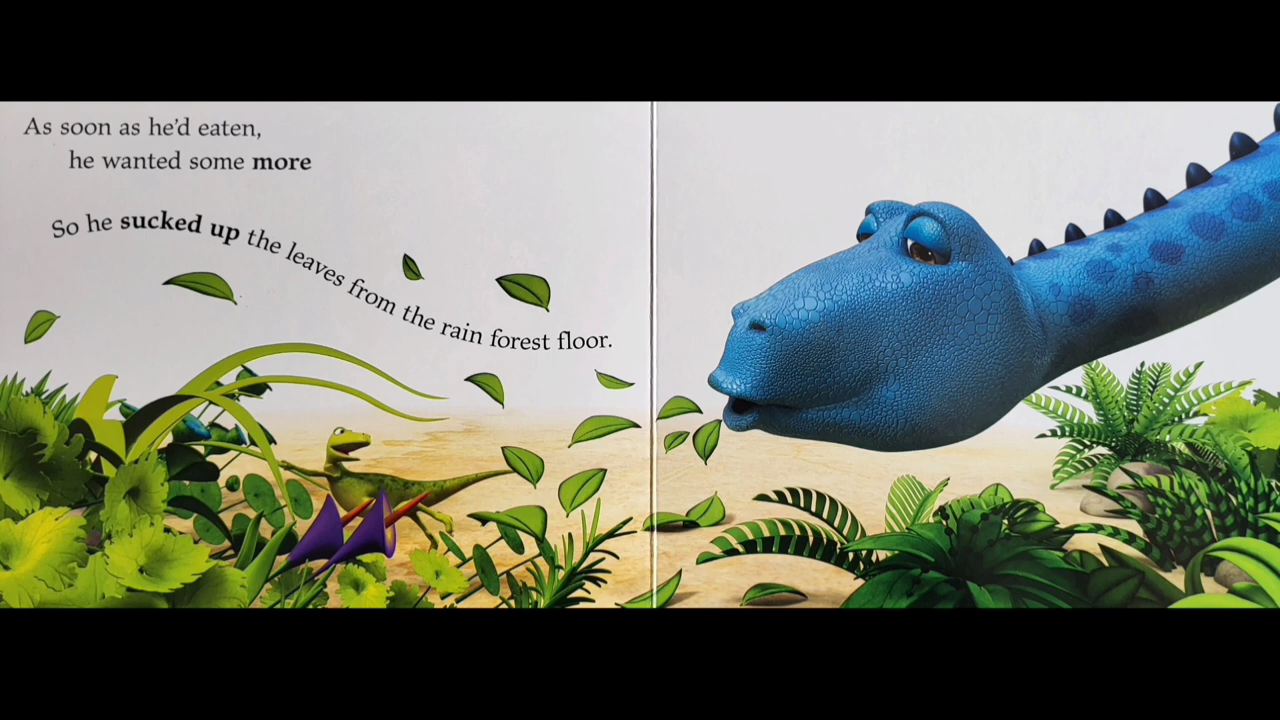 As soon as he'd eaten,
he wanted some more
So he sucked up the leaves from the rain forest floor.